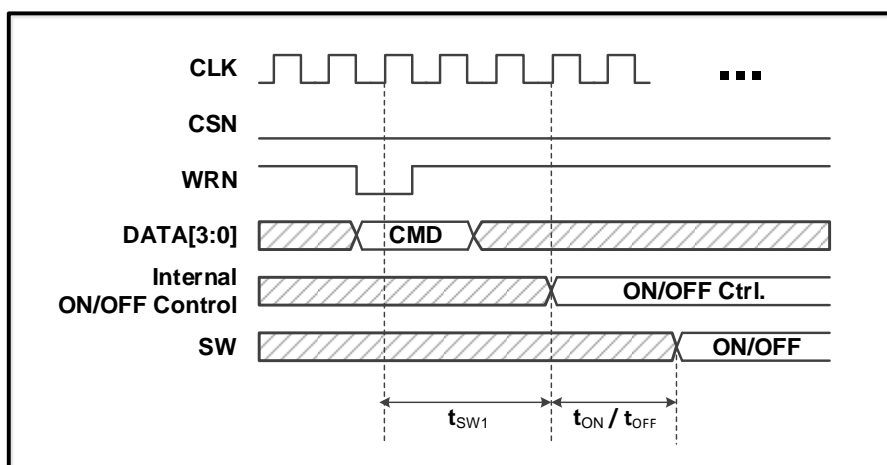 CLK
...
CSN
WRN
DATA[3:0]
CMD
Internal
ON/OFF Control
ON/OFF Ctrl.
SW
ON/OFF
tSW1
tON / tOFF